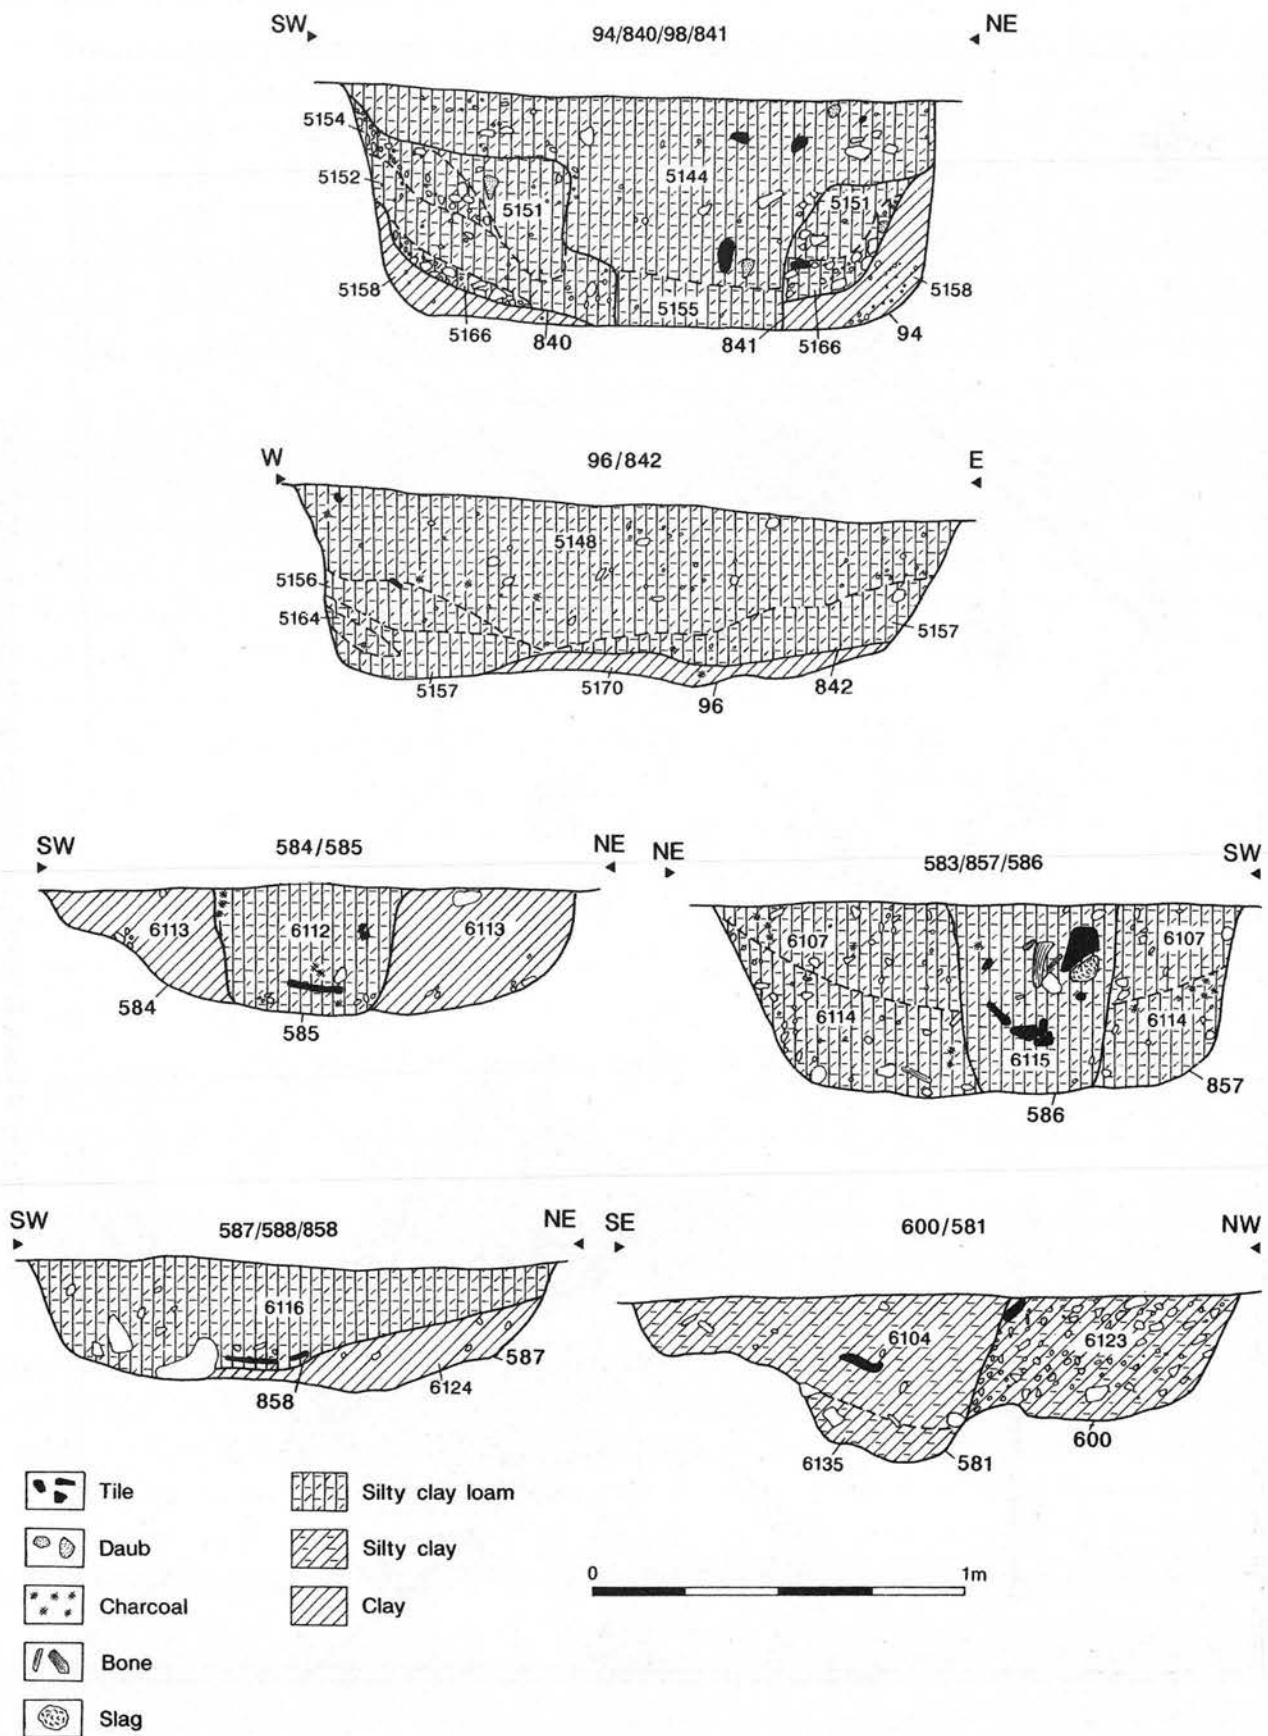 SW 94/840/98/841 NE
5154
5152
5144
5151
5151
5158
5158
5155
5166 840 841 5166 94
W 96/842 E
5148
5156
5164
5157
5157 5170 96 842
SW 584/585 NE
6113 6112 6113
584
585
NE 583/857/586 SW
6107 6107
6114 6114
6115
857
586
SW 587/588/858 NE
6116
587
6124
858
SE 600/581 NW
6104 6123
600
6135 581
Tile
Daub
Charcoal
Bone
Slag
Silty clay loam
Silty clay
Clay
0 1m